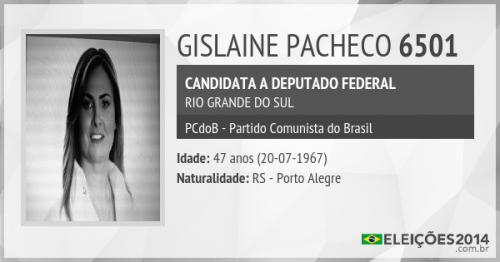 GISLAINE PACHECO 6501
CANDIDATA A DEPUTADO FEDERAL
RIO GRANDE DO SUL
PCdoB - Partido Comunista do Brasil
Idade: 47 anos (20-07-1967)
Naturalidade: RS - Porto Alegre
ELEIÇÕES2014
.com.br